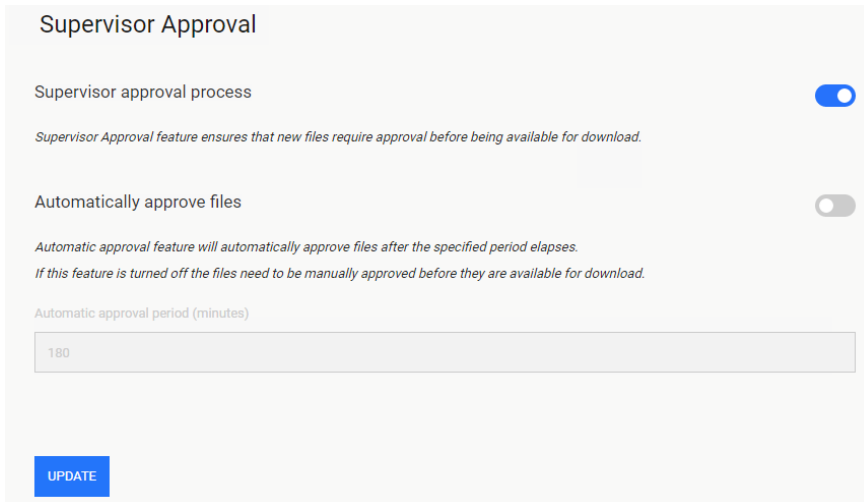 Supervisor Approval
Supervisor approval process
Supervisor Approval feature ensures that new files require approval before being available for download.
Automatically approve files
Automatic approval feature will automatically approve files after the specified period elapses.
If this feature is turned off the files need to be manually approved before they are available for download.
Automatic approval period (minutes)
180
UPDATE